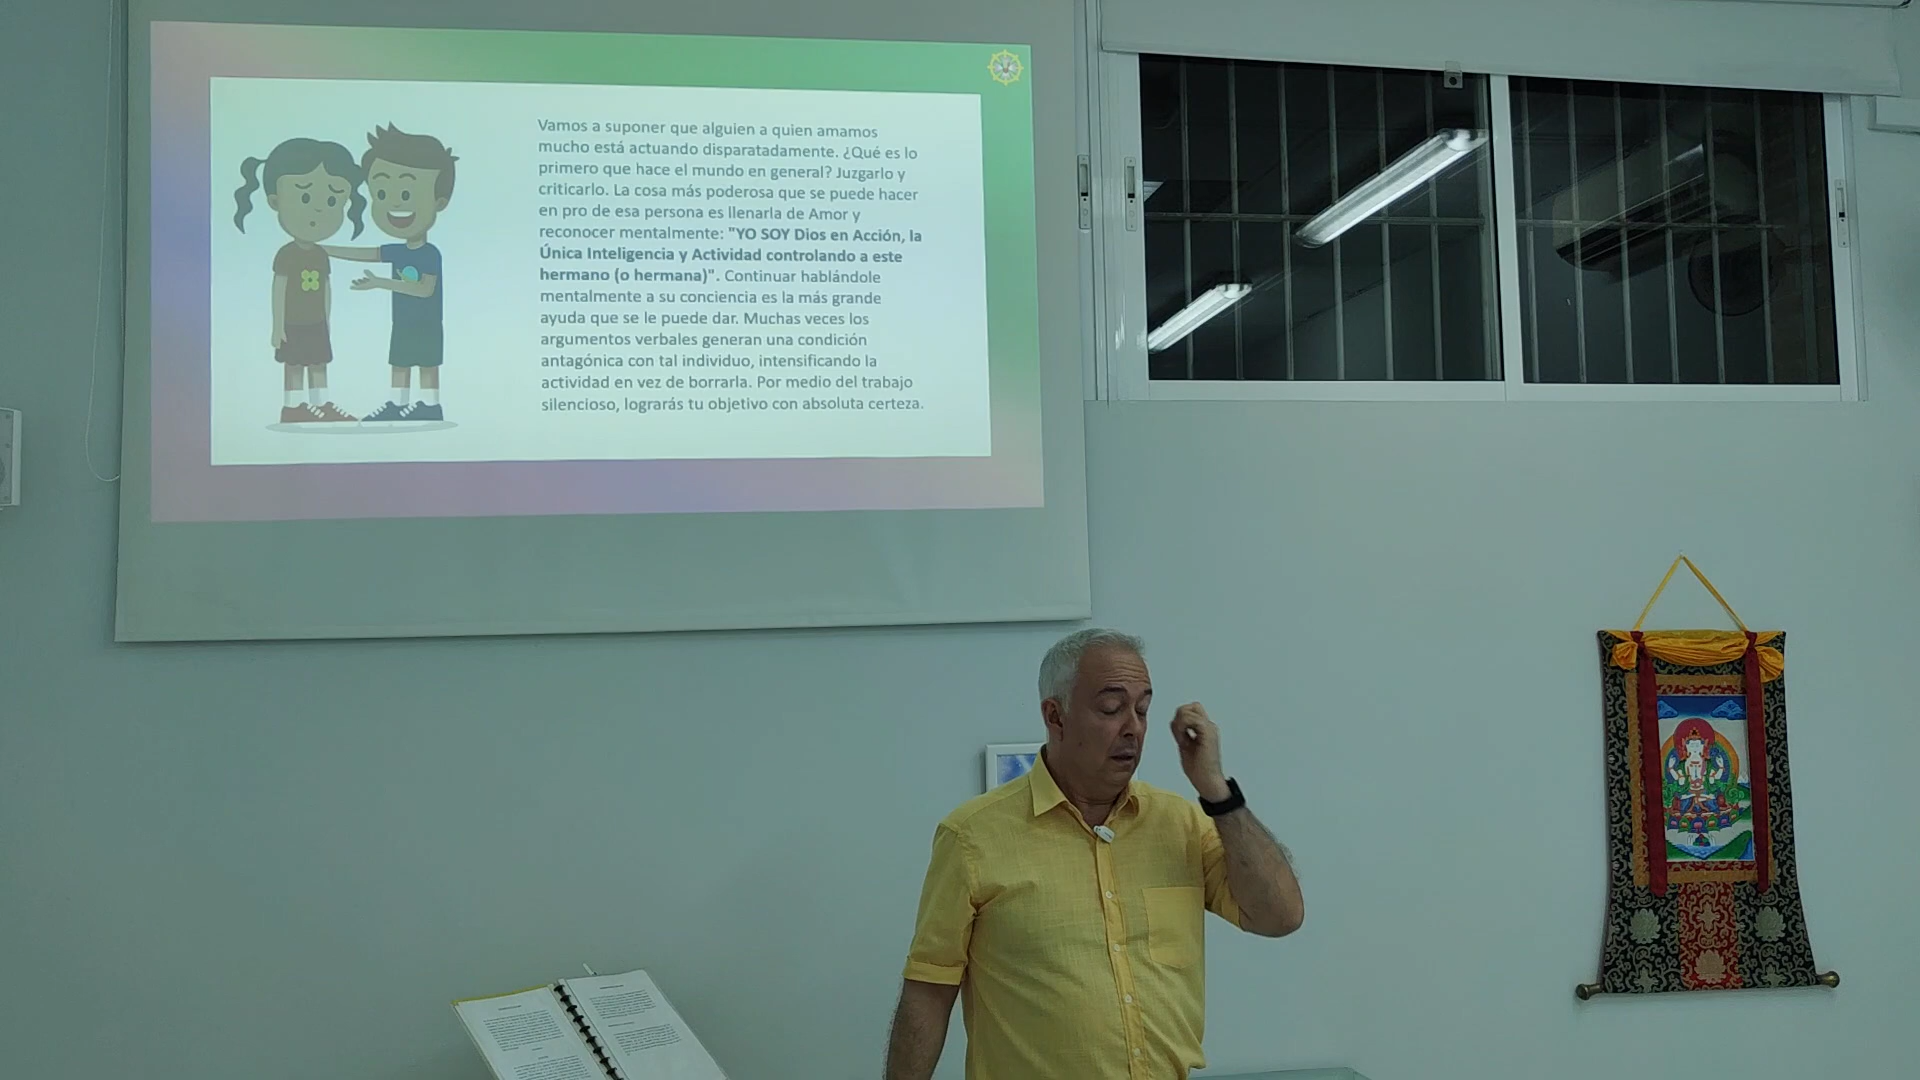 Vamos a suponer que alguien a quien amamos
mucho está actuando disparatadamente. ¿Qué es lo
primero que hace el mundo en general? Juzgarlo y
criticarlo. La cosa más poderosa que se puede hacer
en pro de esa persona es llenarla de Amor y
reconocer mentalmente: "YO SOY Dios en Acción, la
Única Inteligencia y Actividad controlando a este
hermano (o hermana)". Continuar hablándole
mentalmente a su conciencia es la más grande
ayuda que se le puede dar. Muchas veces los
argumentos verbales generan una condición
antagónica con tal individuo, intensificando la
actividad en vez de borrarla. Por medio del trabajo
silencioso, lograrás tu objetivo con absoluta certeza.